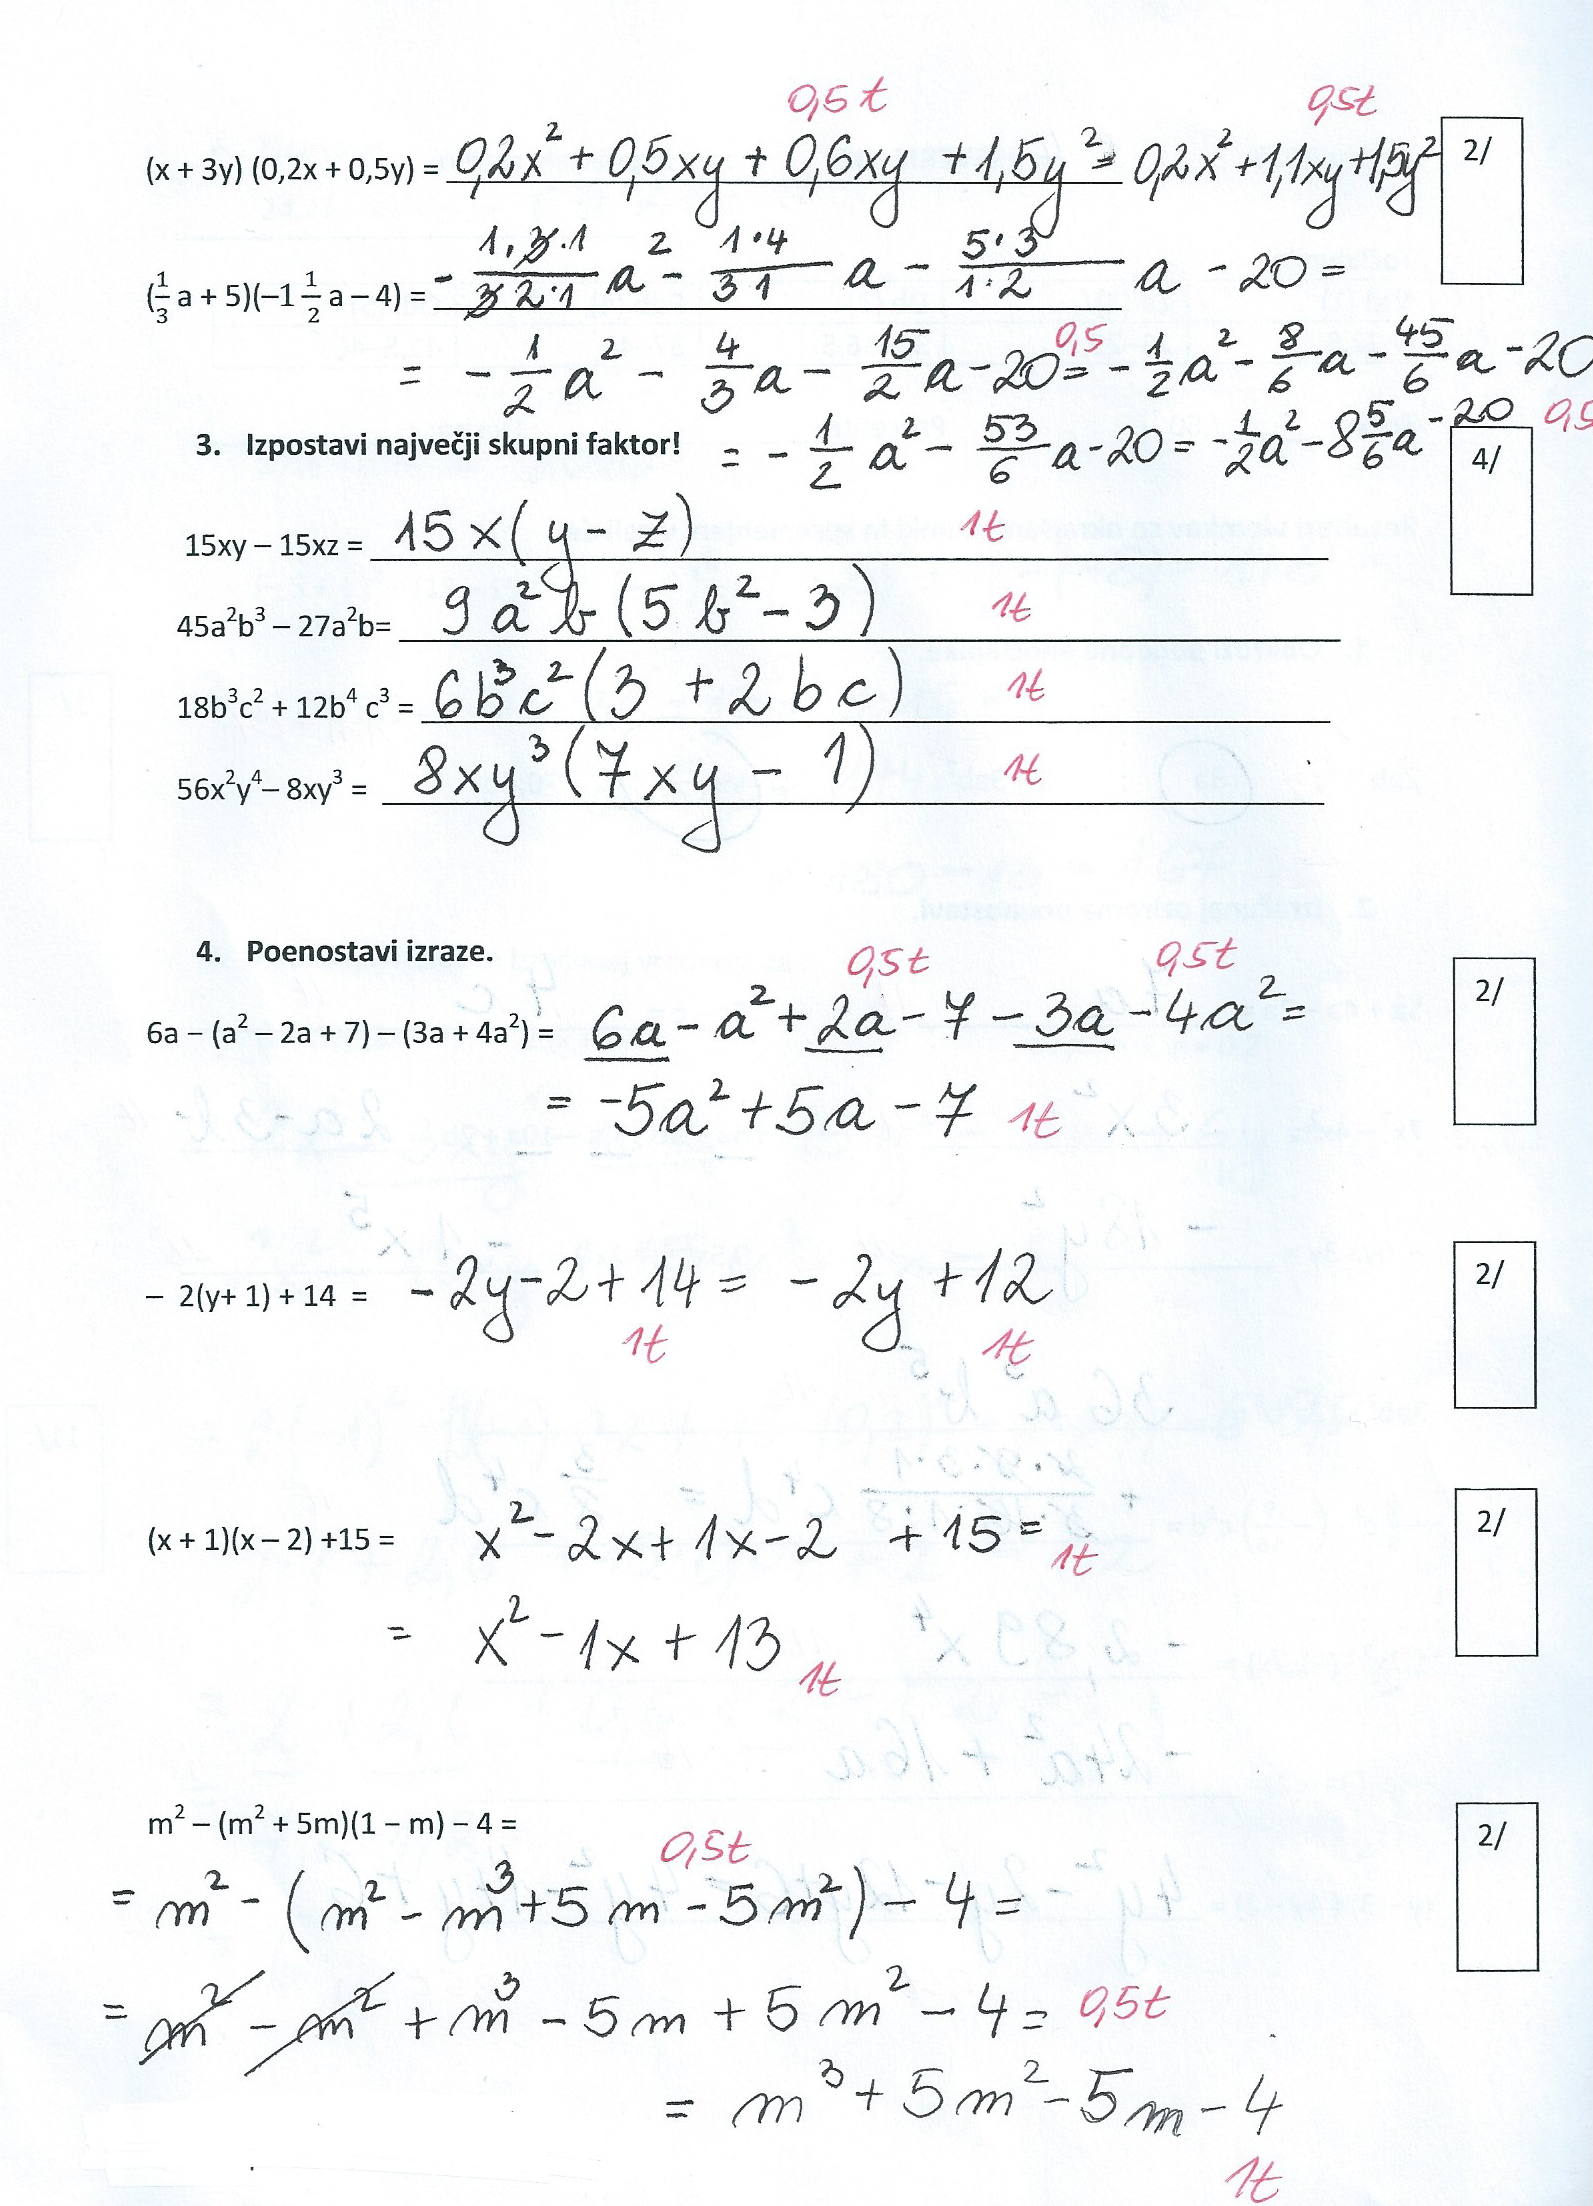 0,5t 0,5t
(x + 3y) (0,2x + 0,5y) = 0,2x² + 0,5xy + 0,6xy + 1,5y² = 0,2x² + 1,1xy + 1,5y² 2/
(1/3 a + 5)(–1 1/2 a – 4) = - 1·3·1/3 2·1 a² - 1·4/3 1 a - 5·3/1·2 a - 20 =
= - 1/2 a² - 4/3 a - 15/2 a - 20 = 0,5 - 1/2 a² - 8/6 a - 45/6 a - 20
3. Izpostavi največji skupni faktor! = - 1/2 a² - 53/6 a - 20 = - 1/2 a² - 8 5/6 a - 20 0,5
4/
15xy – 15xz = 15x(y - z) 1t
45a²b³ – 27a²b= 9a²b(5b² - 3) 1t
18b³c² + 12b⁴ c³ = 6b³c²(3 + 2bc) 1t
56x²y⁴– 8xy³ = 8xy³(7xy - 1) 1t
4. Poenostavi izraze.
0,5t 0,5t
6a – (a² – 2a + 7) – (3a + 4a²) = 6a - a² + 2a - 7 - 3a - 4a² = 2/
= -5a² + 5a - 7 1t
– 2(y+ 1) + 14 = -2y - 2 + 14 = -2y + 12 2/
1t 1t
(x + 1)(x – 2) +15 = x² - 2x + 1x - 2 + 15 = 1t 2/
= x² - 1x + 13 1t
m² – (m² + 5m)(1 – m) – 4 = 2/
0,5t
= m² - (m² - m³ + 5m - 5m²) - 4 =
= m² - m² + m³ - 5m + 5m² - 4 = 0,5t
= m³ + 5m² - 5m - 4
1t